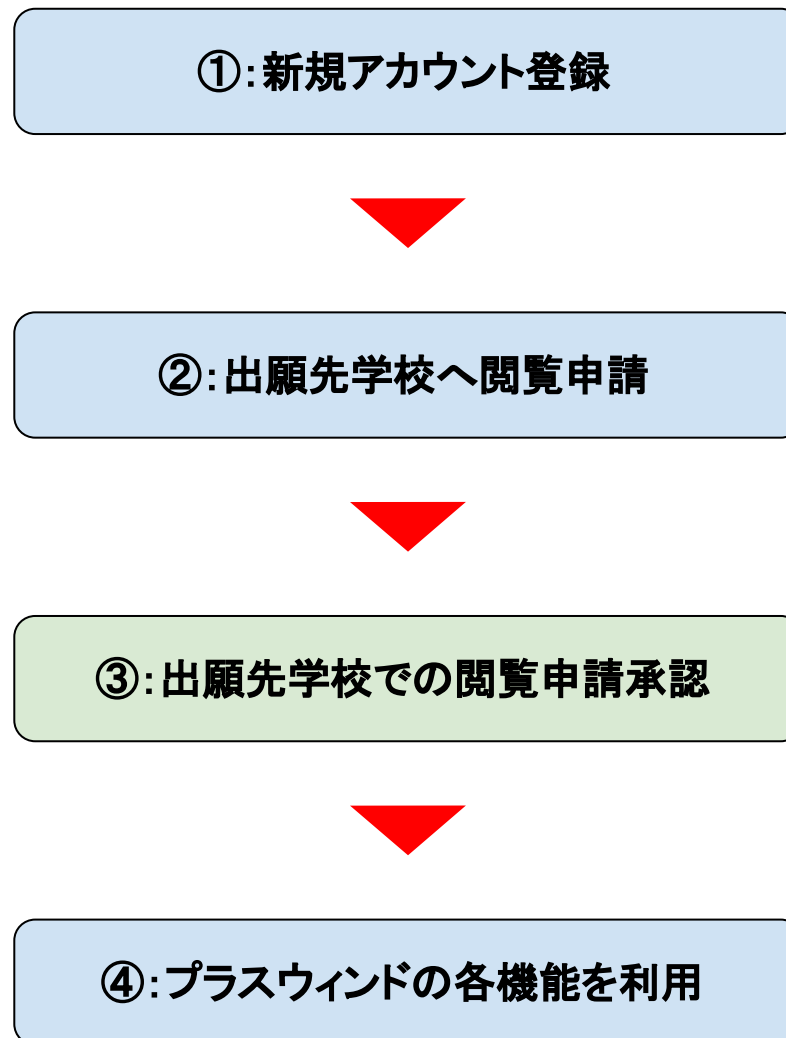 ①:新規アカウント登録
②:出願先学校へ閲覧申請
③:出願先学校での閲覧申請承認
④:プラスウィンドの各機能を利用